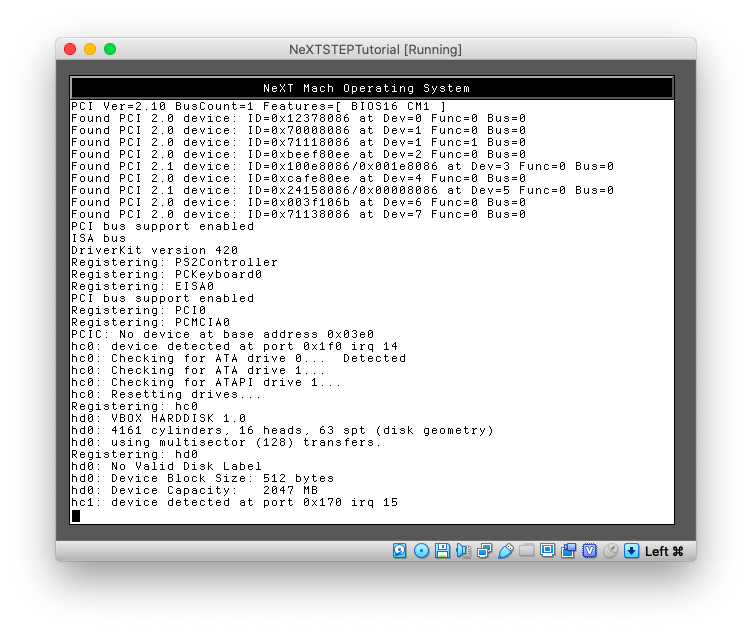 NeXTSTEPTutorial [Running]
NeXT Mach Operating System
PCI Ver=2.10 BusCount=1 Features=[ BIOS16 CM1 ]
Found PCI 2.0 device: ID=0x12378086 at Dev=0 Func=0 Bus=0
Found PCI 2.0 device: ID=0x70008086 at Dev=1 Func=0 Bus=0
Found PCI 2.0 device: ID=0x71118086 at Dev=1 Func=1 Bus=0
Found PCI 2.0 device: ID=0xbeef80ee at Dev=2 Func=0 Bus=0
Found PCI 2.1 device: ID=0x100e8086/0x001e8086 at Dev=3 Func=0 Bus=0
Found PCI 2.0 device: ID=0xcafe80ee at Dev=4 Func=0 Bus=0
Found PCI 2.1 device: ID=0x24158086/0x00008086 at Dev=5 Func=0 Bus=0
Found PCI 2.0 device: ID=0x003f106b at Dev=6 Func=0 Bus=0
Found PCI 2.0 device: ID=0x71138086 at Dev=7 Func=0 Bus=0
PCI bus support enabled
ISA bus
DriverKit version 420
Registering: PS2Controller
Registering: PCKeyboard0
Registering: EISA0
PCI bus support enabled
Registering: PCI0
Registering: PCMCIA0
PCIC: No device at base address 0x03e0
hc0: device detected at port 0x1f0 irq 14
hc0: Checking for ATA drive 0... Detected
hc0: Checking for ATA drive 1...
hc0: Checking for ATAPI drive 1...
hc0: Resetting drives...
Registering: hc0
hd0: VBOX HARDDISK 1.0
hd0: 4161 cylinders, 16 heads, 63 spt (disk geometry)
hd0: using multisector (128) transfers.
Registering: hd0
hd0: No Valid Disk Label
hd0: Device Block Size: 512 bytes
hd0: Device Capacity: 2047 MB
hc1: device detected at port 0x170 irq 15
Left ⌘